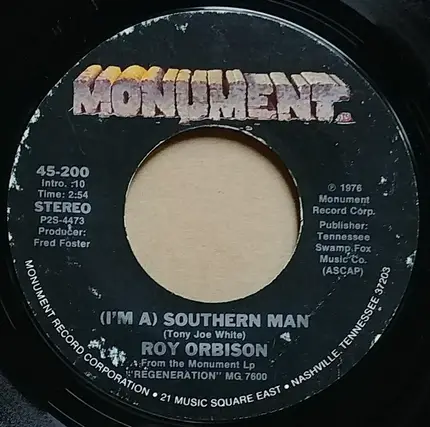 MONUMENT
45-200
Intro. :10
Time: 2:54
STEREO
P2S-4473
Producer:
Fred Foster
℗ 1976
Monument
Record Corp.
Publisher:
Tennessee
Swamp Fox
Music Co.
(ASCAP)
(I'M A) SOUTHERN MAN
(Tony Joe White)
ROY ORBISON
From the Monument Lp
"REGENERATION" MG 7600
MONUMENT RECORD CORPORATION • 21 MUSIC SQUARE EAST • NASHVILLE, TENNESSEE 37203